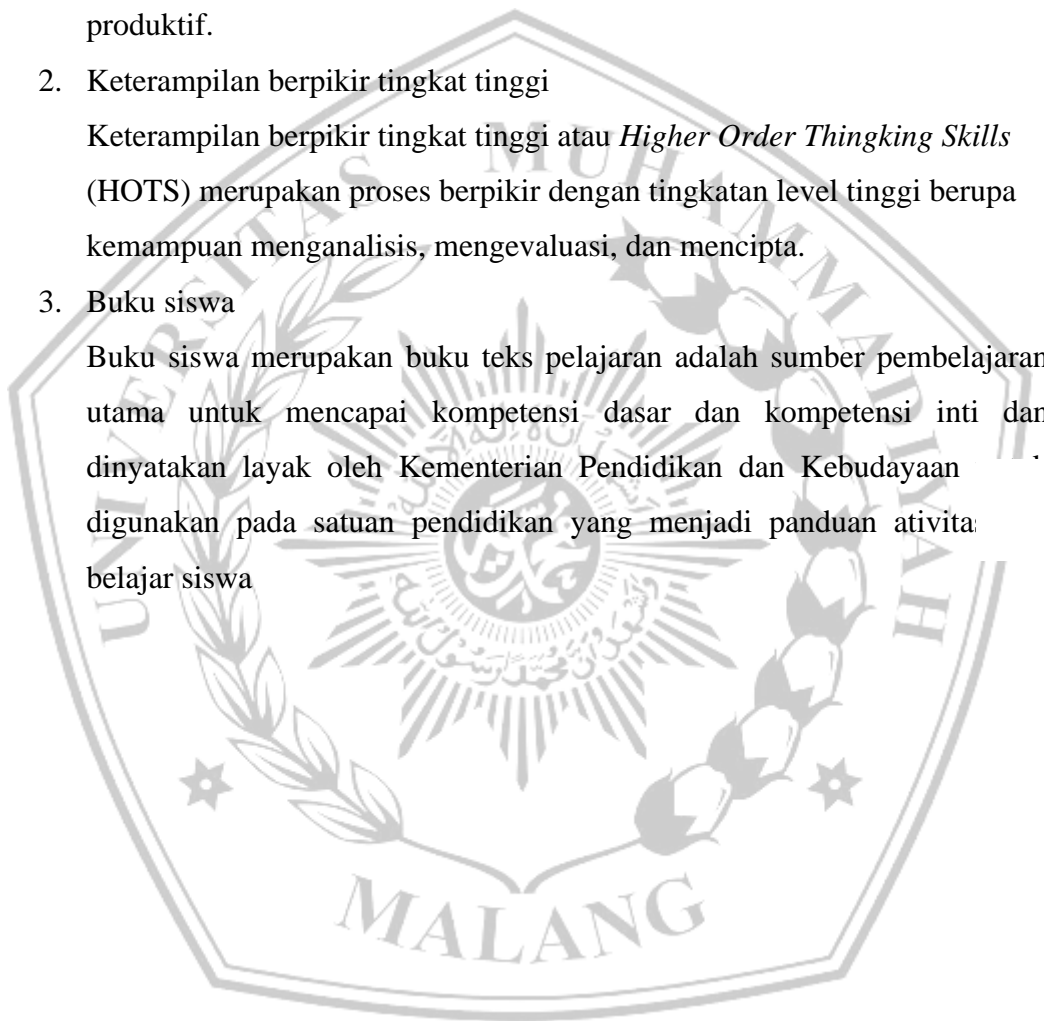 produktif.
2. Keterampilan berpikir tingkat tinggi
Keterampilan berpikir tingkat tinggi atau Higher Order Thingking Skills
(HOTS) merupakan proses berpikir dengan tingkatan level tinggi berupa
kemampuan menganalisis, mengevaluasi, dan mencipta.
3. Buku siswa
Buku siswa merupakan buku teks pelajaran adalah sumber pembelajaran
utama untuk mencapai kompetensi dasar dan kompetensi inti dan
dinyatakan layak oleh Kementerian Pendidikan dan Kebudayaan
digunakan pada satuan pendidikan yang menjadi panduan ativitas
belajar siswa
UNIVERSITAS MUHAMMADIYAH
MALANG